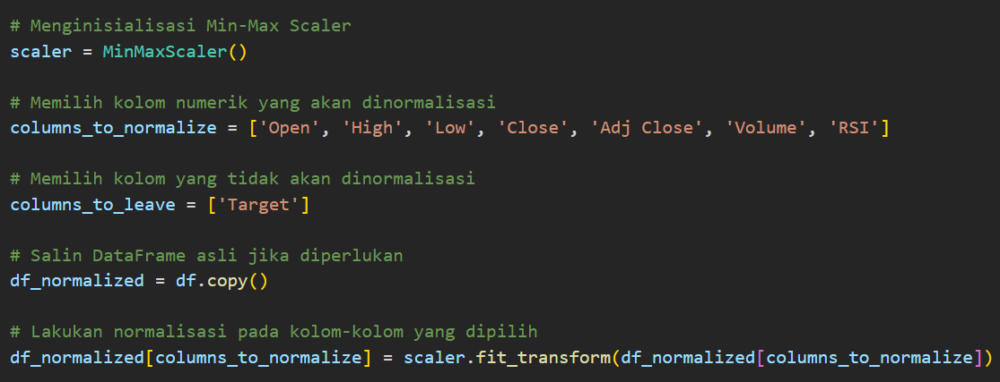 # Menginisialisasi Min-Max Scaler
scaler = MinMaxScaler()
# Memilih kolom numerik yang akan dinormalisasi
columns_to_normalize = ['Open', 'High', 'Low', 'Close', 'Adj Close', 'Volume', 'RSI']
# Memilih kolom yang tidak akan dinormalisasi
columns_to_leave = ['Target']
# Salin DataFrame asli jika diperlukan
df_normalized = df.copy()
# Lakukan normalisasi pada kolom-kolom yang dipilih
df_normalized[columns_to_normalize] = scaler.fit_transform(df_normalized[columns_to_normalize])